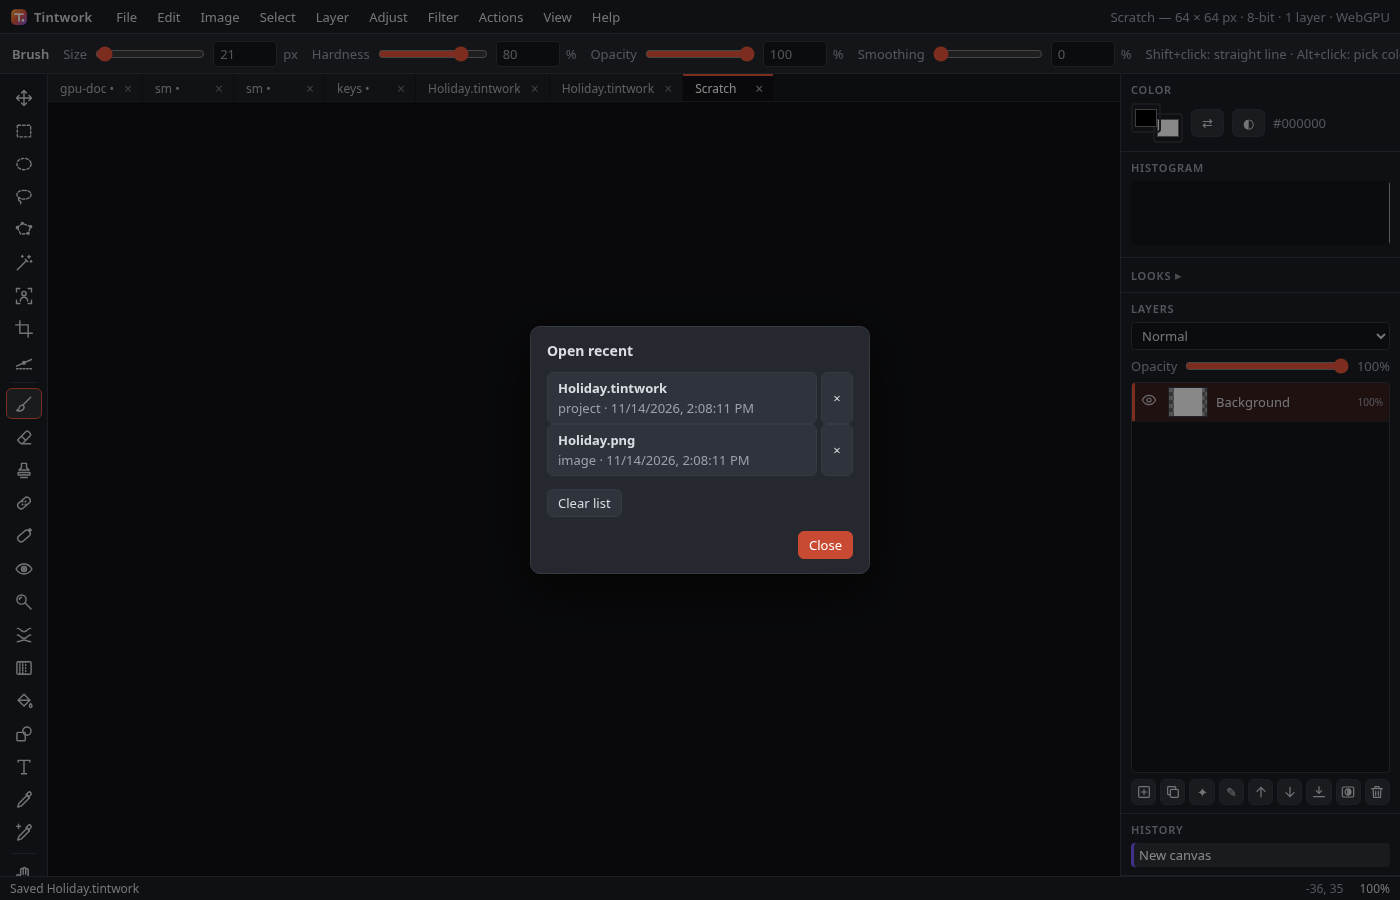 Tintwork File Edit Image Select Layer Adjust Filter Actions View Help Scratch — 64 × 64 px · 8-bit · 1 layer · WebGPU
Brush Size 21 px Hardness 80 % Opacity 100 % Smoothing 0 % Shift+click: straight line · Alt+click: pick col
gpu-doc • × sm • × sm • × keys • × Holiday.tintwork × Holiday.tintwork × Scratch ×
COLOR
#000000
HISTOGRAM
LOOKS ▸
LAYERS
Normal
Opacity 100%
Background 100%
HISTORY
New canvas
Open recent
Holiday.tintwork
project · 11/14/2026, 2:08:11 PM
×
Holiday.png
image · 11/14/2026, 2:08:11 PM
×
Clear list
Close
Saved Holiday.tintwork -36, 35 100%